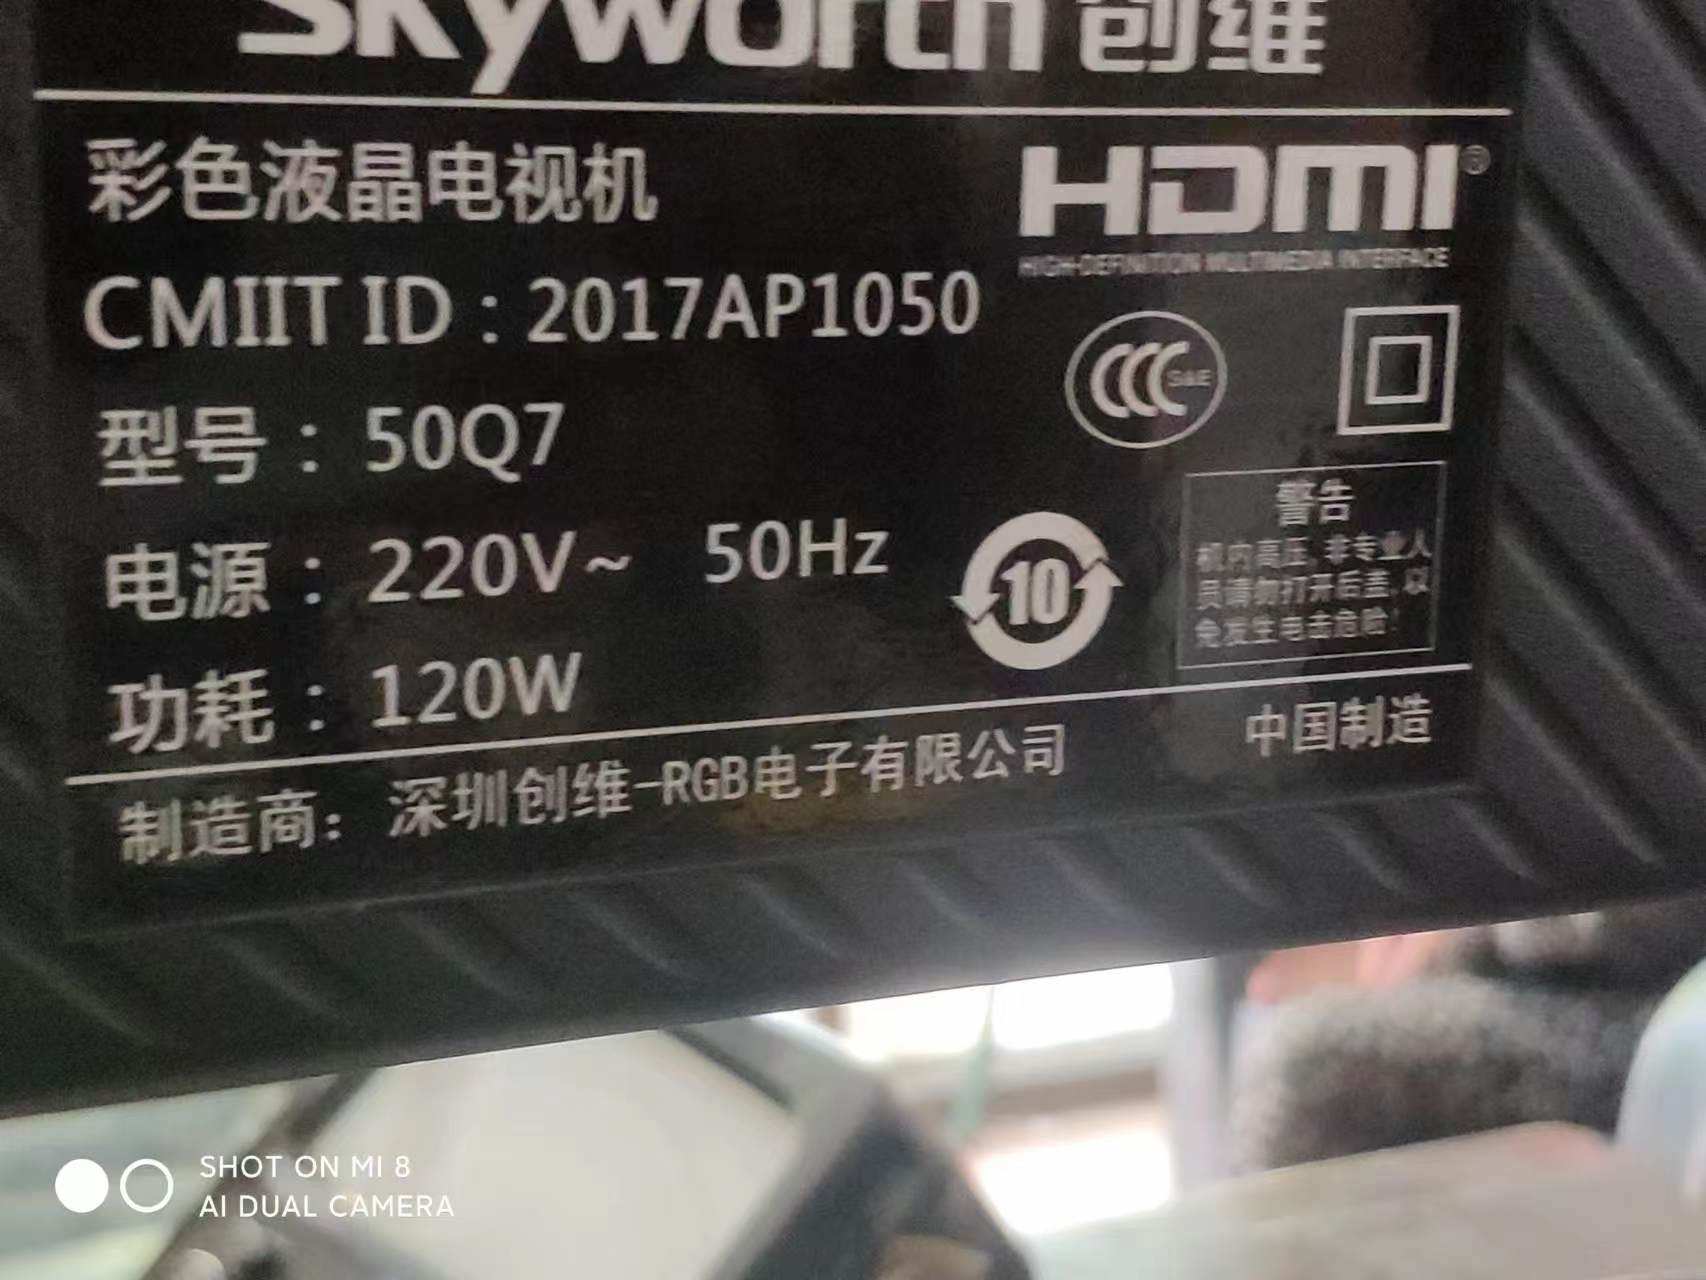 Skyworth 创维
彩色液晶电视机
HDMI®
HIGH-DEFINITION MULTIMEDIA INTERFACE
CMIIT ID：2017AP1050
CCC S&E
型号： 50Q7
电源： 220V~ 50Hz
10
警告
机内高压,非专业人
员请勿打开后盖,以
免发生电击危险!
功耗： 120W
制造商： 深圳创维-RGB电子有限公司
中国制造
SHOT ON MI 8
AI DUAL CAMERA